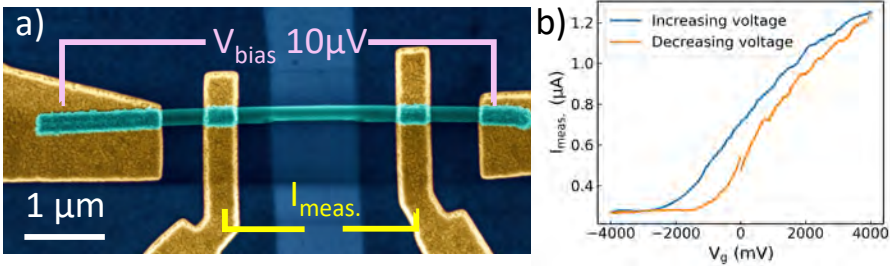 a)
V_bias 10µV
I_meas.
1 µm
b)
Increasing voltage
Decreasing voltage
I_meas. (µA)
1.2
1.0
0.8
0.6
0.4
−4000 −2000 0 2000 4000
V_g (mV)